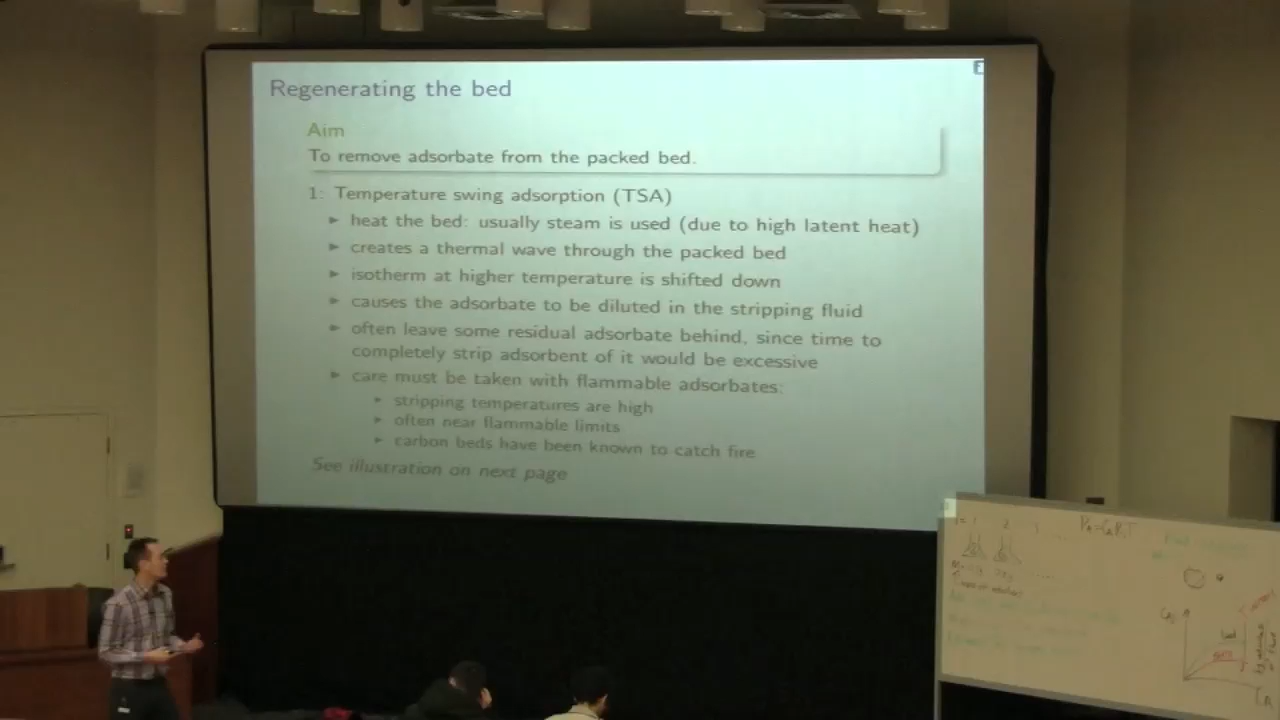 Regenerating the bed
Aim
To remove adsorbate from the packed bed.
1: Temperature swing adsorption (TSA)
heat the bed: usually steam is used (due to high latent heat)
creates a thermal wave through the packed bed
isotherm at higher temperature is shifted down
causes the adsorbate to be diluted in the stripping fluid
often leave some residual adsorbate behind, since time to
completely strip adsorbent of it would be excessive
care must be taken with flammable adsorbates:
stripping temperatures are high
often near flammable limits
carbon beds have been known to catch fire
See illustration on next page